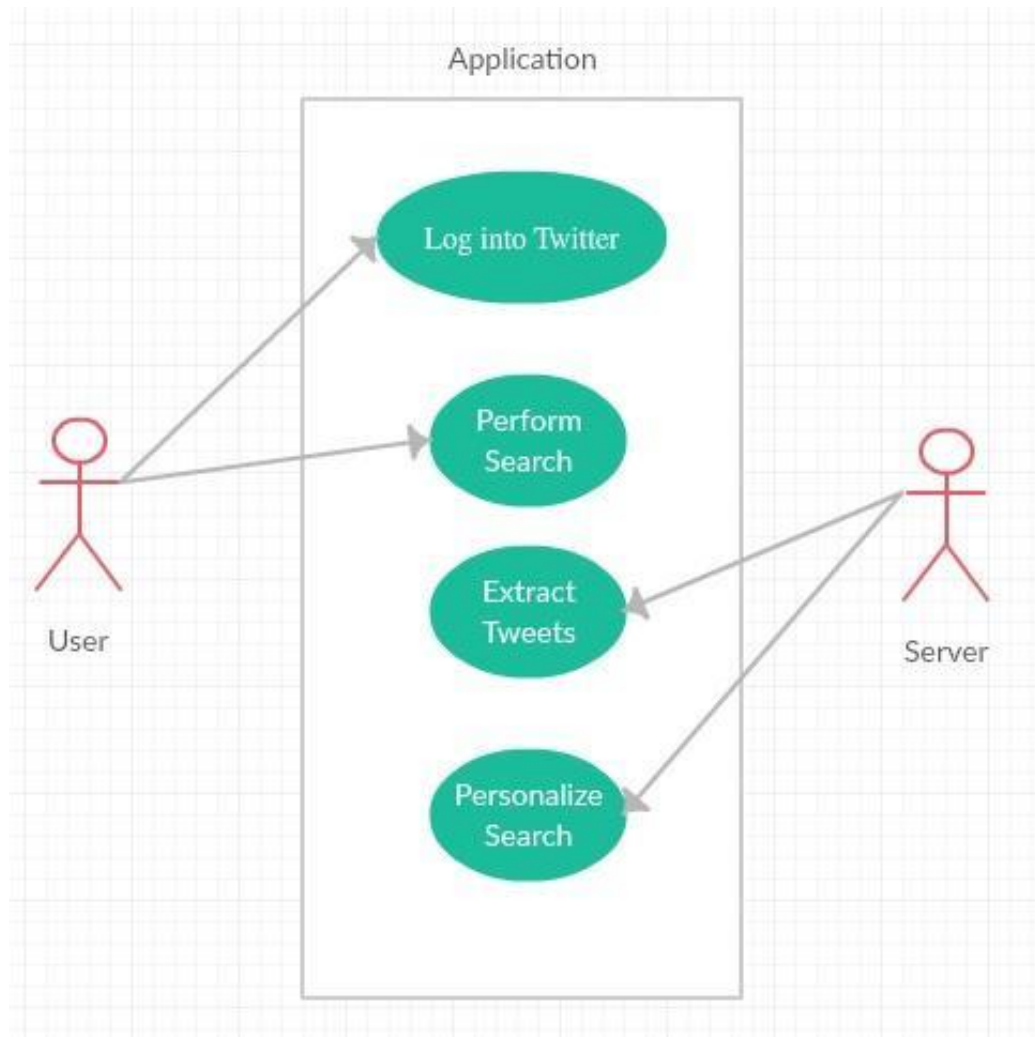 Application
Log into Twitter
Perform
Search
Extract
Tweets
User
Server
Personalize
Search